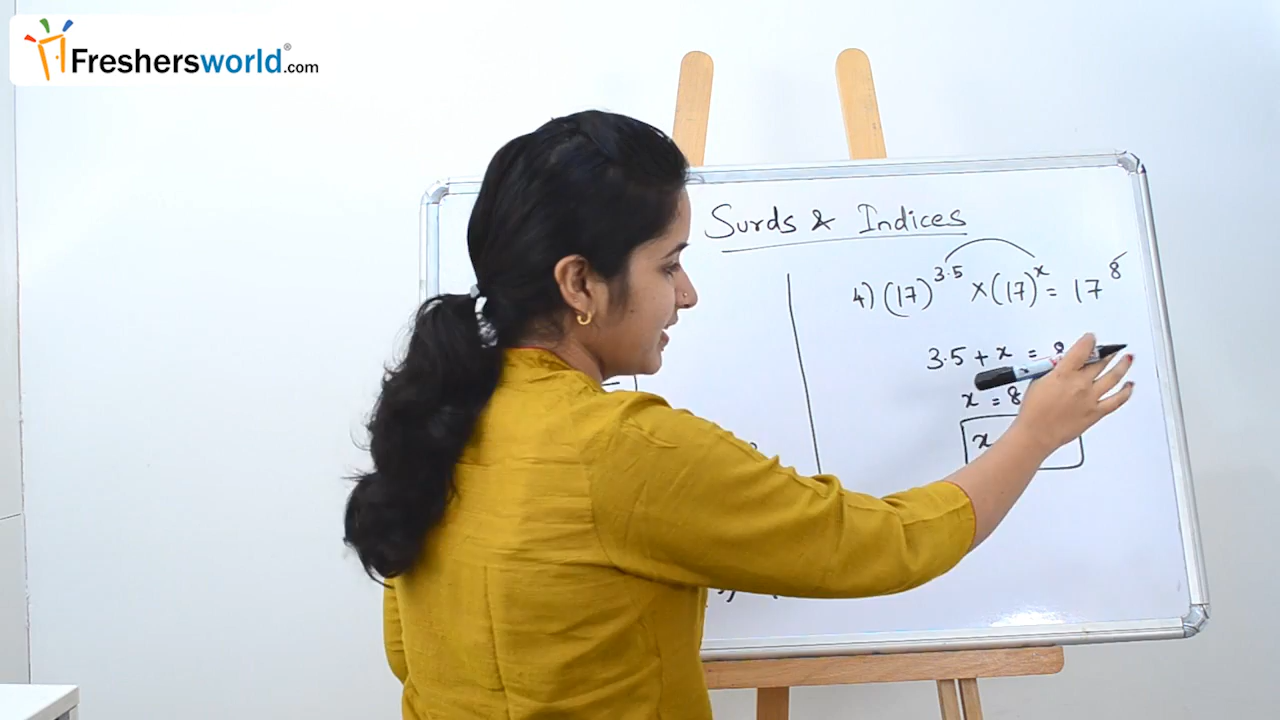 Freshersworld®.com
Surds & Indices
4) (17)^3.5 × (17)^x = 17^8
3.5 + x = 8
x = 8
x